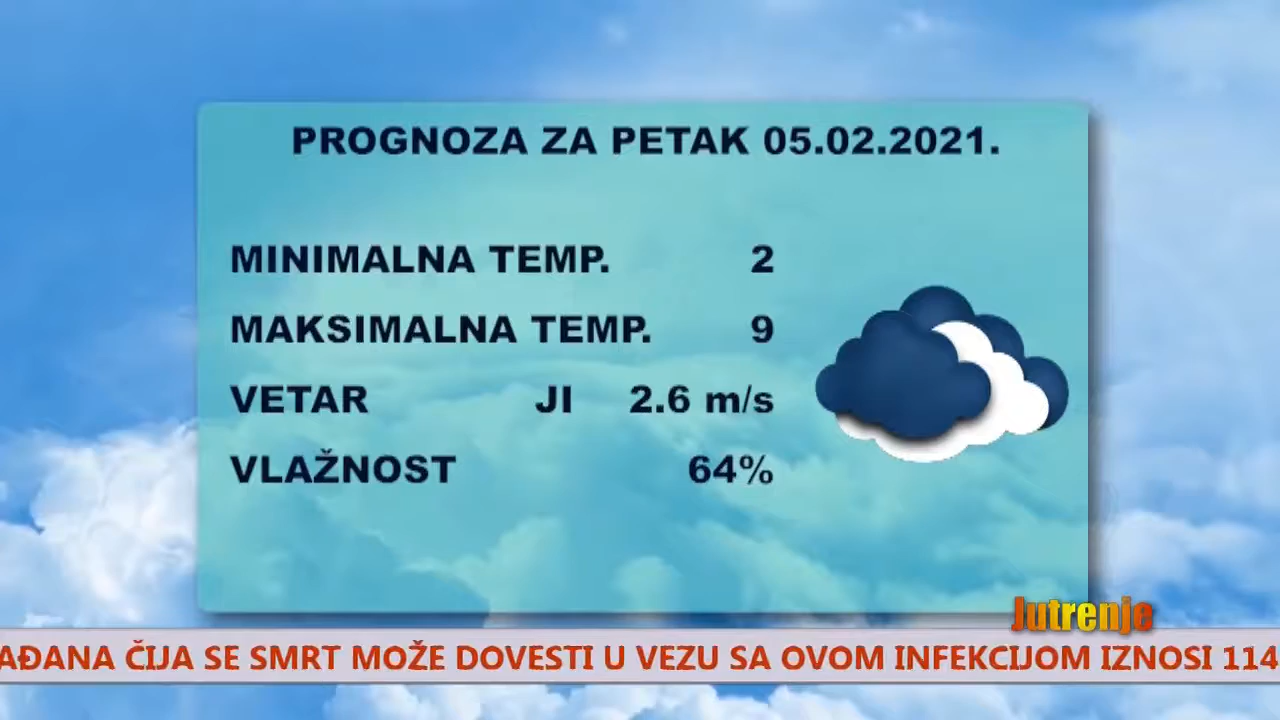 PROGNOZA ZA PETAK 05.02.2021.
MINIMALNA TEMP. 2
MAKSIMALNA TEMP. 9
VETAR JI 2.6 m/s
VLAŽNOST 64%
Jutrenje
AĐANA ČIJA SE SMRT MOŽE DOVESTI U VEZU SA OVOM INFEKCIJOM IZNOSI 114